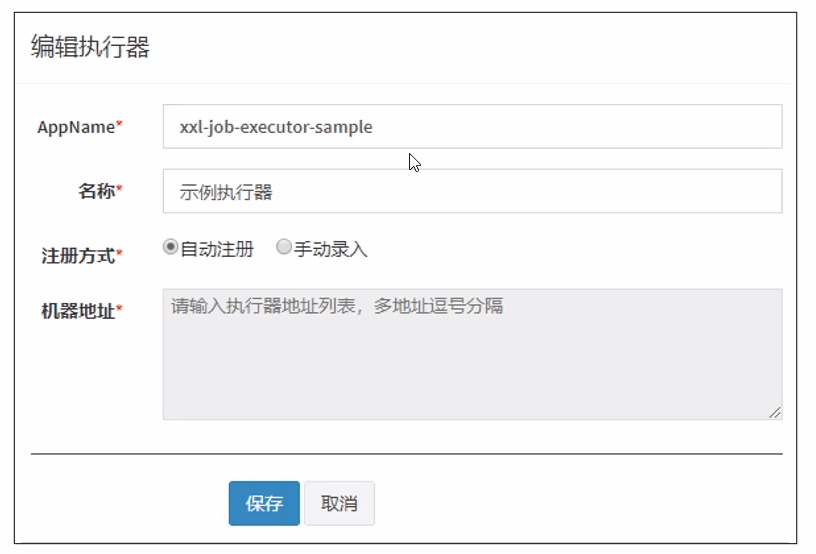 编辑执行器
AppName* xxl-job-executor-sample
名称* 示例执行器
注册方式* 自动注册 手动录入
机器地址* 请输入执行器地址列表，多地址逗号分隔
保存 取消